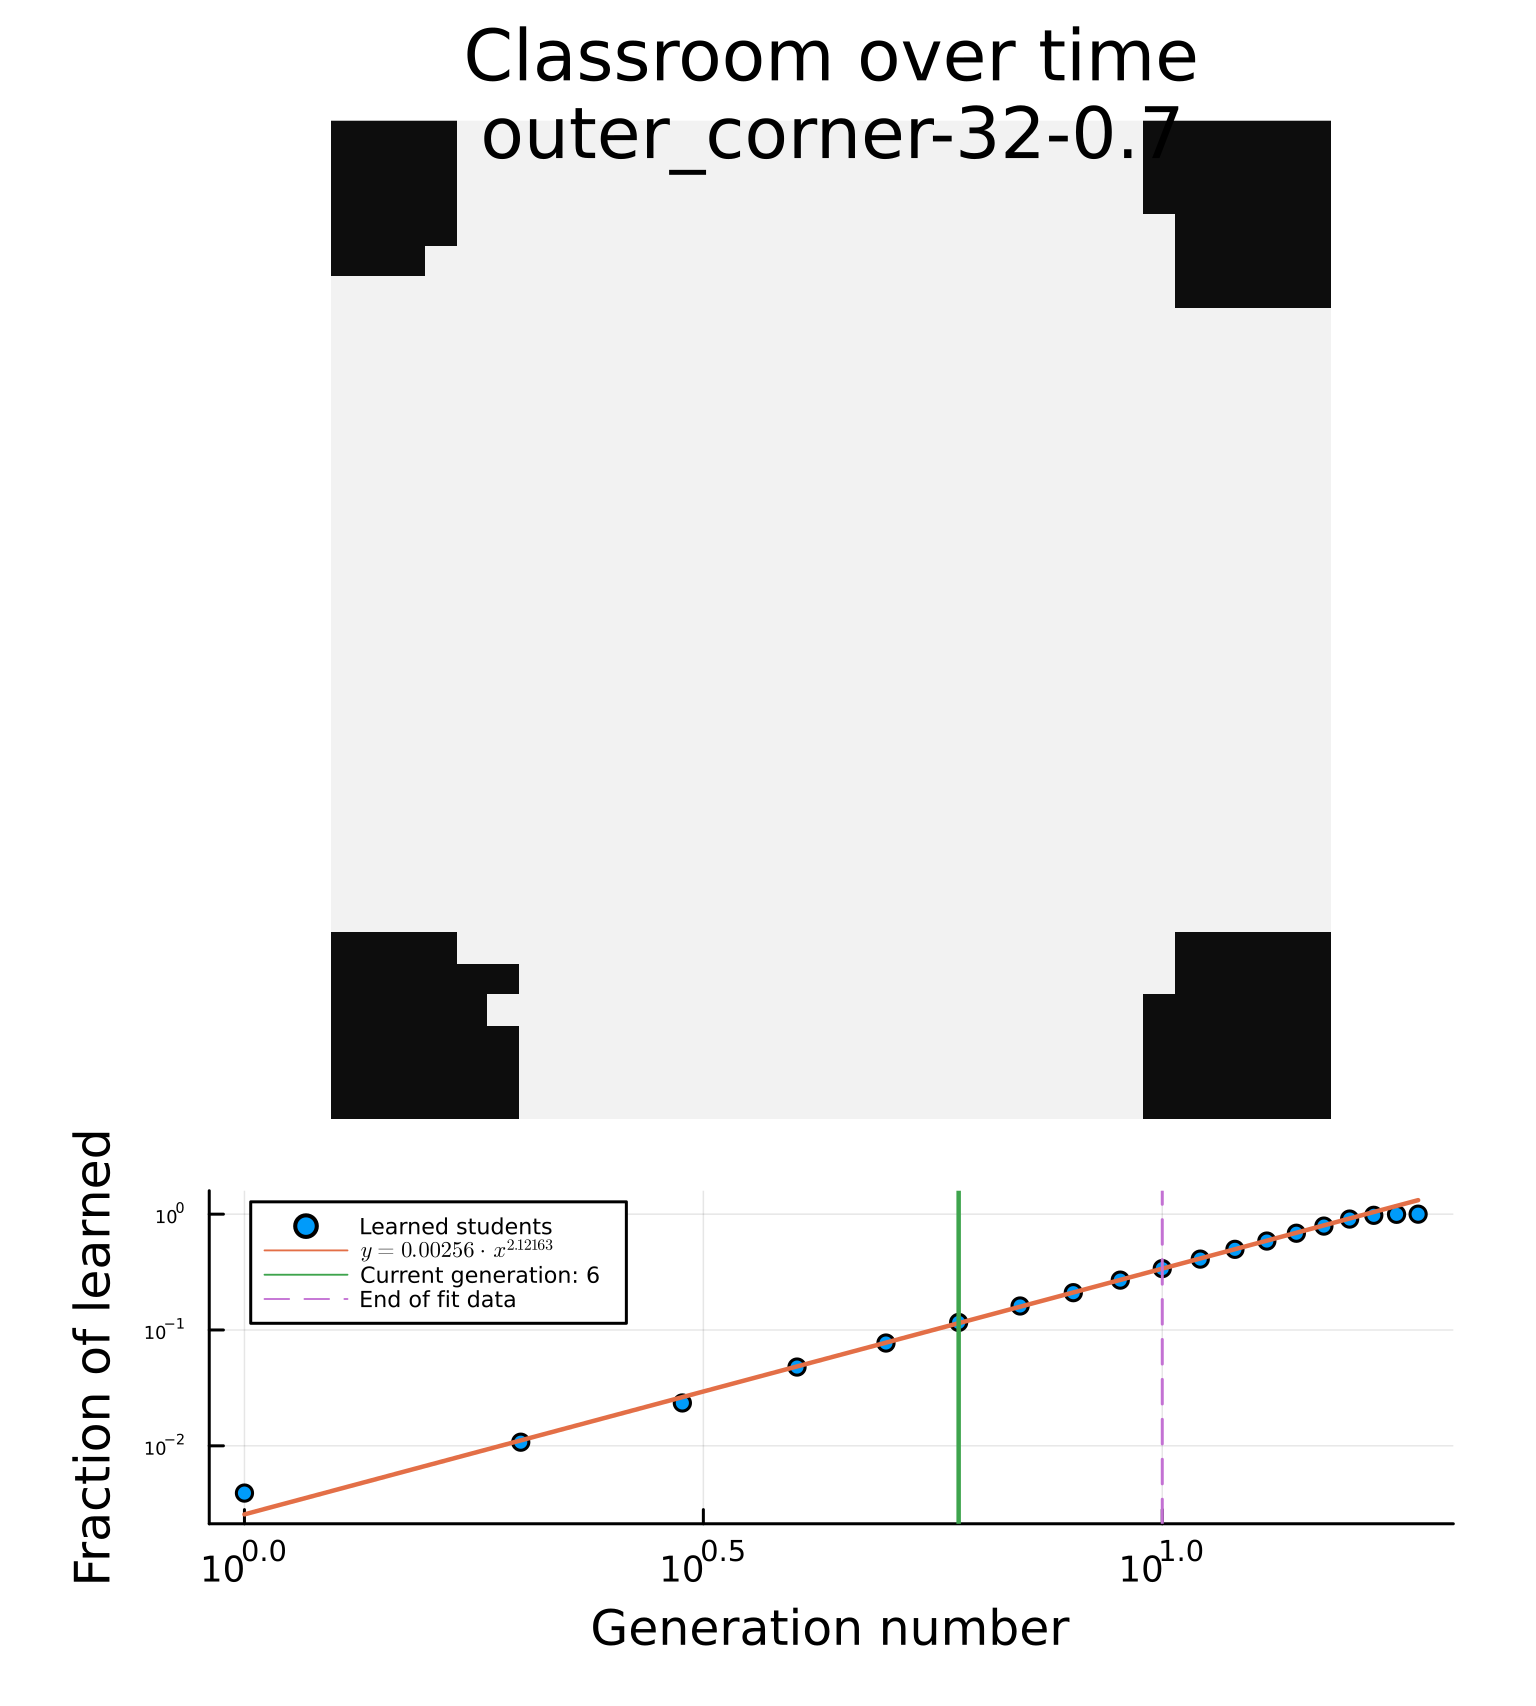 Classroom over time
outer_corner-32-0.7
Fraction of learned
10⁰
10⁻¹
10⁻²
Learned students
y = 0.00256 · x^2.12163
Current generation: 6
End of fit data
10^0.0
10^0.5
10^1.0
Generation number